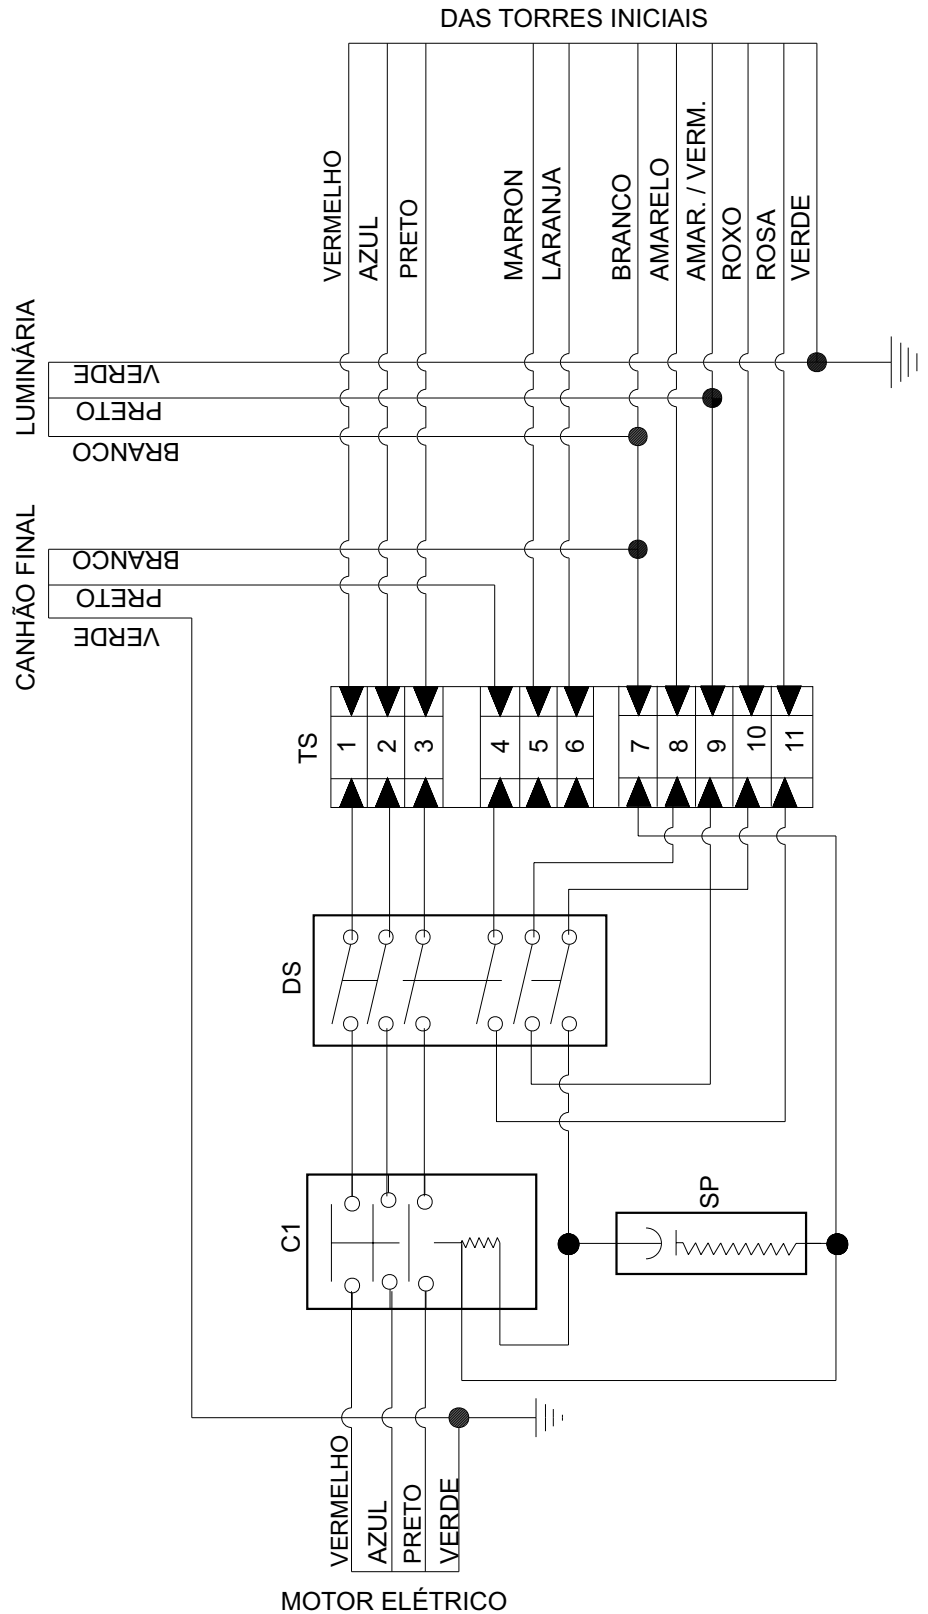 DAS TORRES INICIAIS
VERMELHO
AZUL
PRETO
MARRON
LARANJA
BRANCO
AMARELO
AMAR. / VERM.
ROXO
ROSA
VERDE
LUMINÁRIA
VERDE
PRETO
BRANCO
CANHÃO FINAL
BRANCO
PRETO
VERDE
TS
1
2
3
4
5
6
7
8
9
10
11
DS
C1
SP
VERMELHO
AZUL
PRETO
VERDE
MOTOR ELÉTRICO